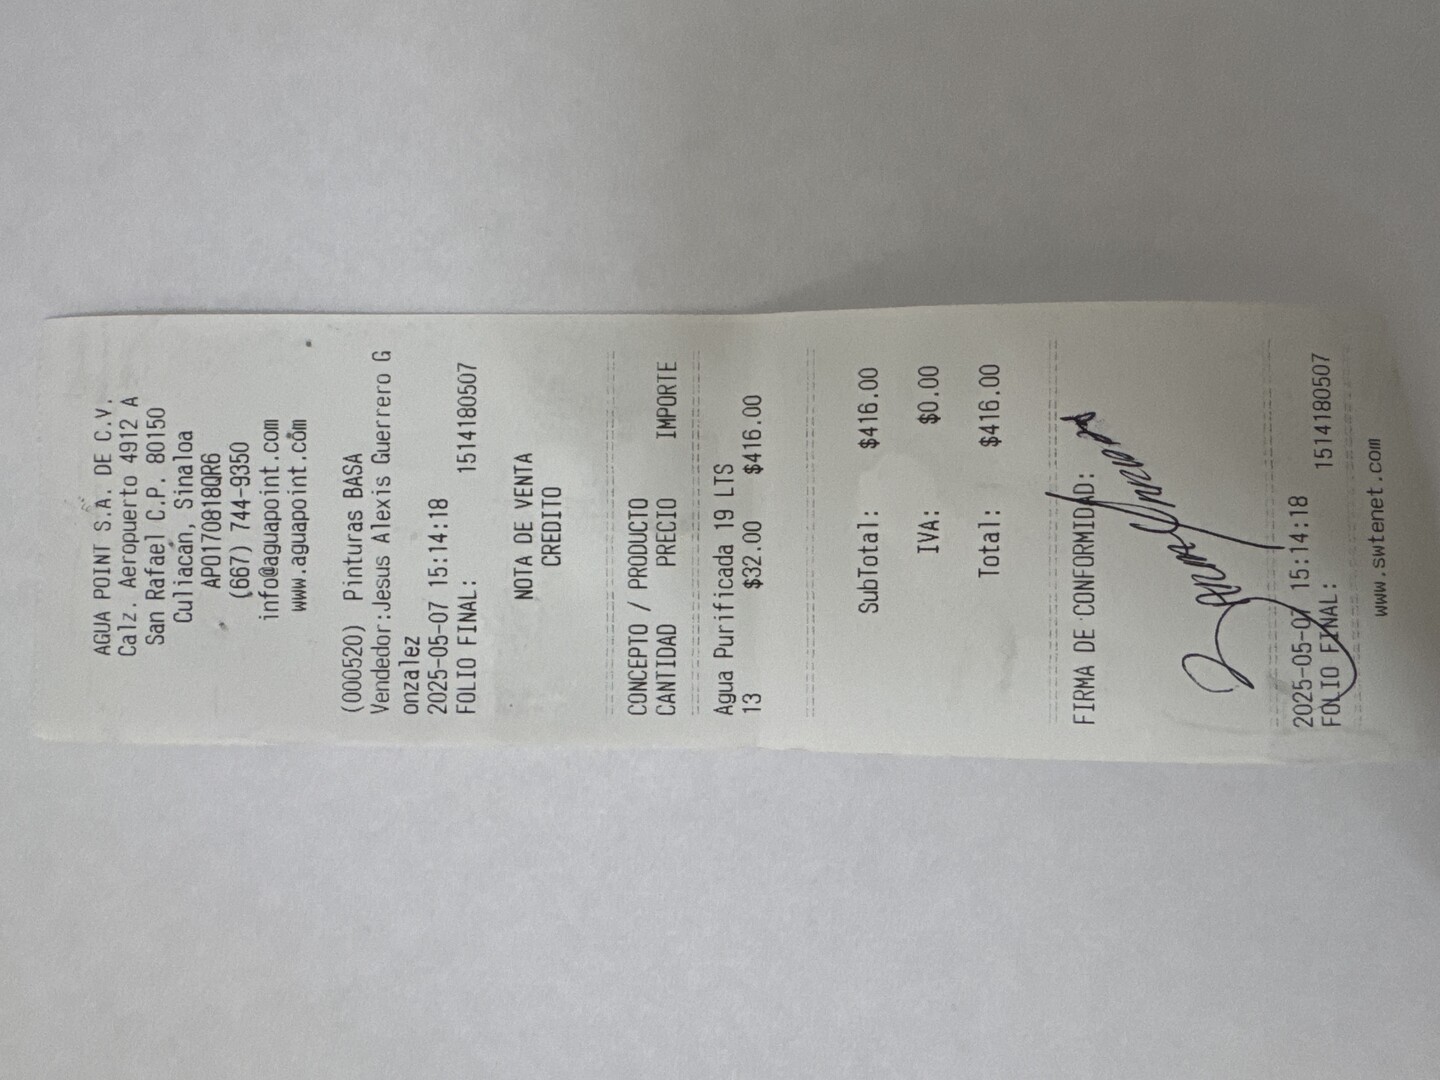 AGUA POINT S.A. DE C.V.
Calz. Aeropuerto 4912 A
San Rafael C.P. 80150
Culiacan, Sinaloa
APO170818QR6
(667) 744-9350
info@aguapoint.com
www.aguapoint.com
(000520) Pinturas BASA
Vendedor:Jesus Alexis Guerrero G
onzalez
2025-05-07 15:14:18
FOLIO FINAL: 1514180507
NOTA DE VENTA
CREDITO
CONCEPTO / PRODUCTO
CANTIDAD PRECIO IMPORTE
Agua Purificada 19 LTS
13 $32.00 $416.00
SubTotal: $416.00
IVA: $0.00
Total: $416.00
FIRMA DE CONFORMIDAD:
2025-05-07 15:14:18
FOLIO FINAL: 1514180507
www.swtenet.com